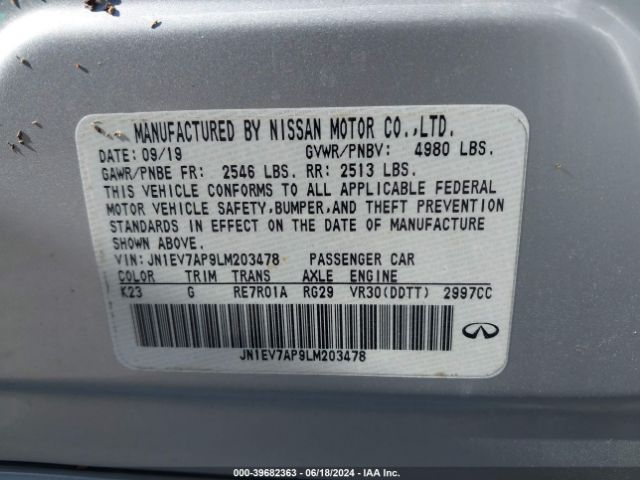 MANUFACTURED BY NISSAN MOTOR CO.,LTD.
DATE: 09/19 GVWR/PNBV: 4980 LBS.
GAWR/PNBE FR: 2546 LBS. RR: 2513 LBS.
THIS VEHICLE CONFORMS TO ALL APPLICABLE FEDERAL
MOTOR VEHICLE SAFETY,BUMPER,AND THEFT PREVENTION
STANDARDS IN EFFECT ON THE DATE OF MANUFACTURE
SHOWN ABOVE.
VIN: JN1EV7AP9LM203478 PASSENGER CAR
COLOR TRIM TRANS AXLE ENGINE
K23 G RE7R01A RG29 VR30(DDTT) 2997CC
JN1EV7AP9LM203478
000-39682363 - 06/18/2024 - IAAI.com